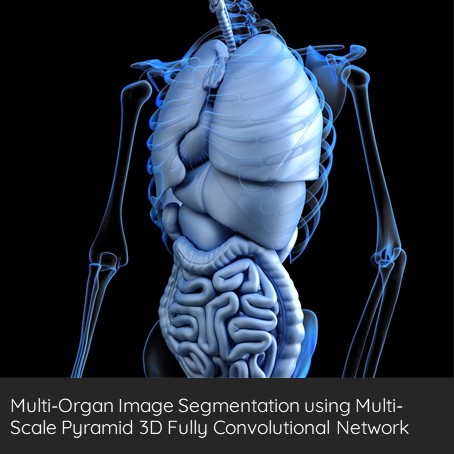 Multi-Organ Image Segmentation using Multi-
Scale Pyramid 3D Fully Convolutional Network